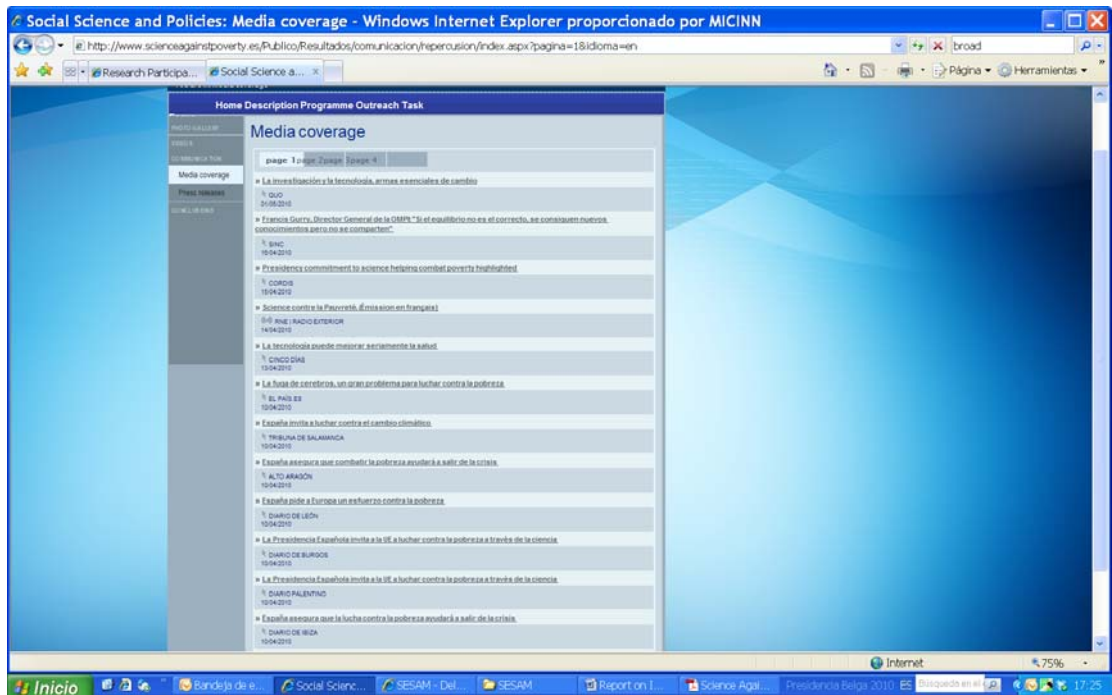 Social Science and Policies: Media coverage - Windows Internet Explorer proporcionado por MICINN
http://www.scienceagainstpoverty.es/Publico/Resultados/comunicacion/repercusion/index.aspx?pagina=1&idioma=en
broad
Research Participa...
Social Science a...
Página
Herramientas
Home Description Programme Outreach Task
PHOTO GALLERY
VIDEOS
COMMUNICATION
Media coverage
Press releases
CONCLUSIONS
Media coverage
page 1 page 2 page 3 page 4
» La investigación y la tecnología, armas esenciales de cambio
QUO
» Francis Gurry, Director General de la OMPI: "Si el equilibrio no es el correcto, se consiguen nuevos
conocimientos pero no se comparten"
SINC
» Presidency commitment to science helping combat poverty highlighted
CORDIS
» Science contre la Pauvreté. (Émission en français)
RNE | RADIO EXTERIOR
14/04/2010
» La tecnología puede mejorar seriamente la salud
CINCO DÍAS
13/04/2010
» La fuga de cerebros, un gran problema para luchar contra la pobreza
EL PAÍS.ES
10/04/2010
» España invita a luchar contra el cambio climático
TRIBUNA DE SALAMANCA
10/04/2010
» España asegura que combatir la pobreza ayudará a salir de la crisis
ALTO ARAGÓN
10/04/2010
» España pide a Europa un esfuerzo contra la pobreza
DIARIO DE LEÓN
10/04/2010
» La Presidencia Española invita a la UE a luchar contra la pobreza a través de la ciencia
DIARIO DE BURGOS
10/04/2010
» La Presidencia Española invita a la UE a luchar contra la pobreza a través de la ciencia
DIARIO PALENTINO
10/04/2010
» España asegura que la lucha contra la pobreza ayudará a salir de la crisis
DIARIO DE IBIZA
10/04/2010
Internet
75%
Inicio
Bandeja de e...
Social Scienc...
SESAM - Del...
SESAM
Report on I...
Science Agai...
Presidencia Belga 2010
ES
Búsqueda en el
17:25